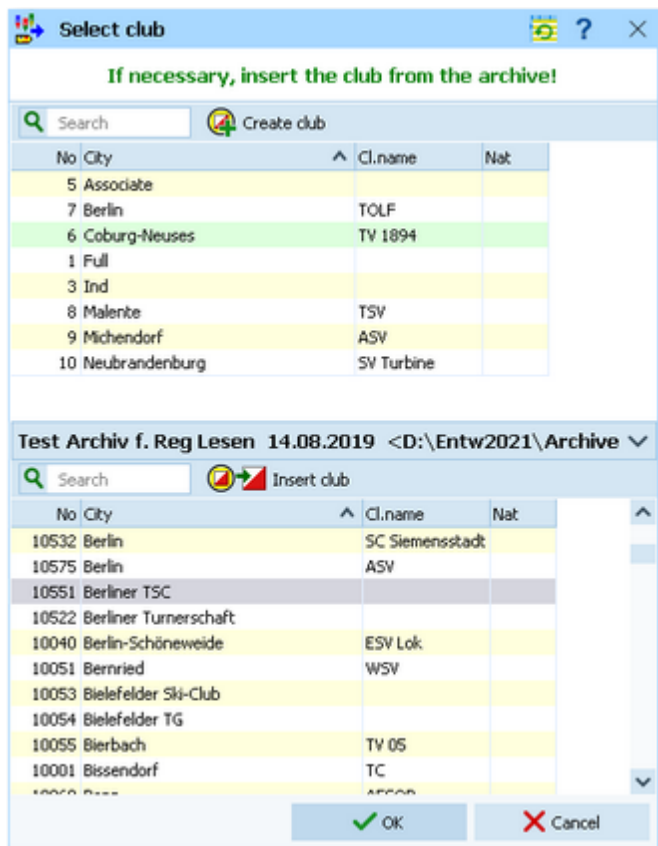 Select club
?
If necessary, insert the club from the archive!
Search Create club
No City Cl.name Nat
5 Associate
7 Berlin TOLF
6 Coburg-Neuses TV 1894
1 Full
3 Ind
8 Malente TSV
9 Michendorf ASV
10 Neubrandenburg SV Turbine
Test Archiv f. Reg Lesen 14.08.2019 <D:\Entw2021\Archive
Search Insert club
No City Cl.name Nat
10532 Berlin SC Siemensstadt
10575 Berlin ASV
10551 Berliner TSC
10522 Berliner Turnerschaft
10040 Berlin-Schöneweide ESV Lok
10051 Bernried WSV
10053 Bielefelder Ski-Club
10054 Bielefelder TG
10055 Bierbach TV 05
10001 Bissendorf TC
OK Cancel